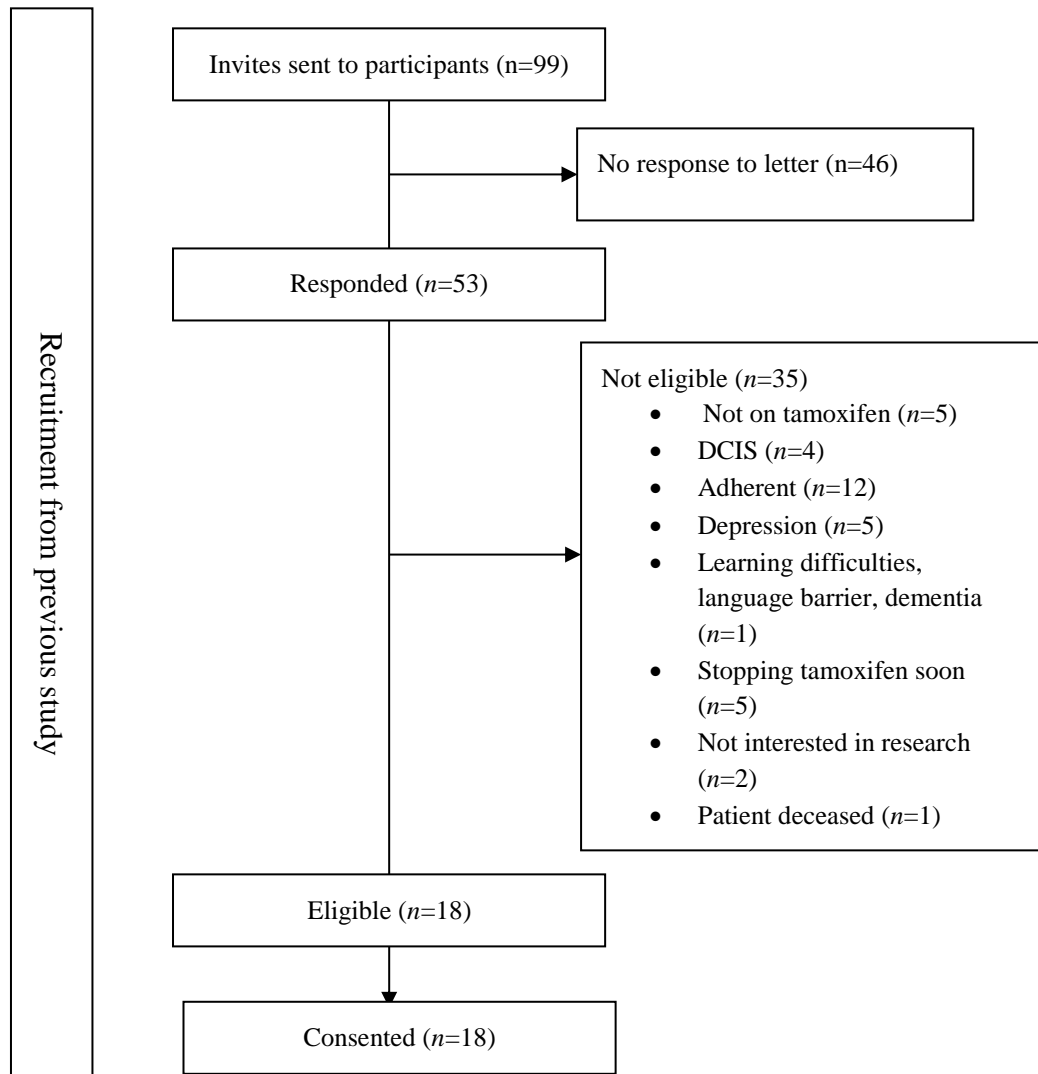 Recruitment from previous study
Invites sent to participants (n=99)
No response to letter (n=46)
Responded (n=53)
Not eligible (n=35)
• Not on tamoxifen (n=5)
• DCIS (n=4)
• Adherent (n=12)
• Depression (n=5)
• Learning difficulties,
language barrier, dementia
(n=1)
• Stopping tamoxifen soon
(n=5)
• Not interested in research
(n=2)
• Patient deceased (n=1)
Eligible (n=18)
Consented (n=18)